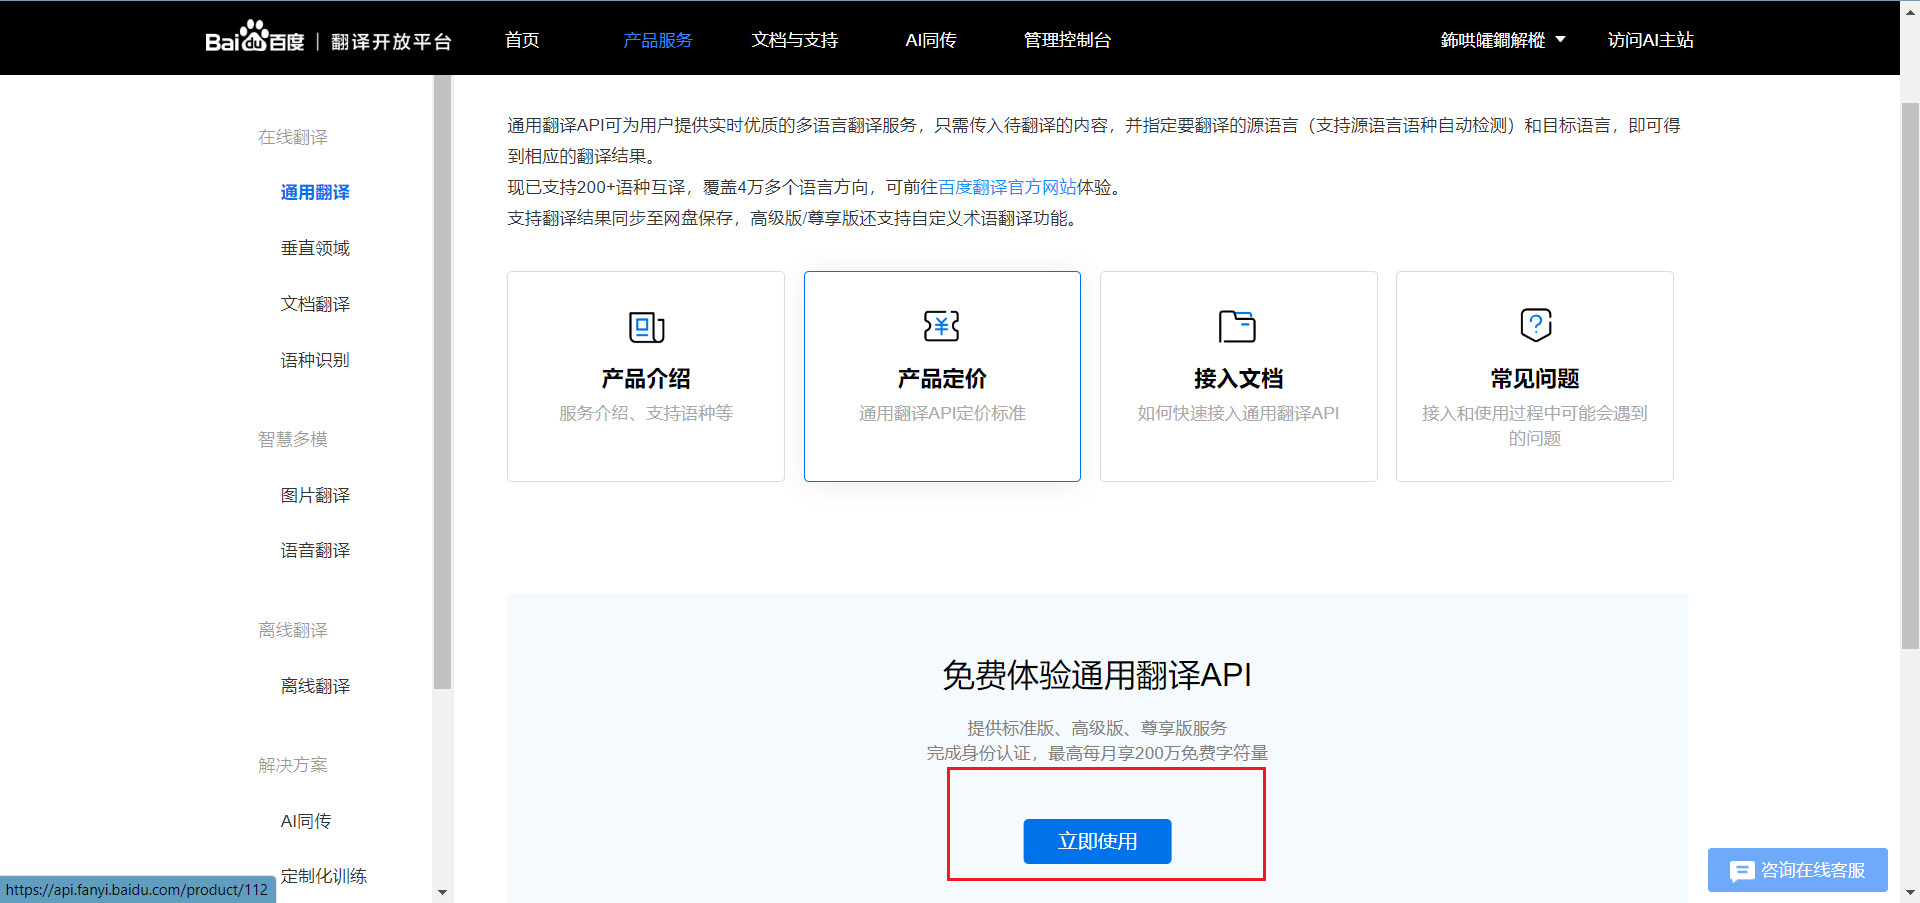 Bai du 百度 | 翻译开放平台
首页
产品服务
文档与支持
AI同传
管理控制台
访问AI主站
在线翻译
通用翻译
垂直领域
文档翻译
语种识别
智慧多模
图片翻译
语音翻译
离线翻译
离线翻译
解决方案
AI同传
定制化训练
通用翻译API可为用户提供实时优质的多语言翻译服务，只需传入待翻译的内容，并指定要翻译的源语言（支持源语言语种自动检测）和目标语言，即可得
到相应的翻译结果。
现已支持200+语种互译，覆盖4万多个语言方向，可前往百度翻译官方网站体验。
支持翻译结果同步至网盘保存，高级版/尊享版还支持自定义术语翻译功能。
产品介绍
服务介绍、支持语种等
产品定价
通用翻译API定价标准
接入文档
如何快速接入通用翻译API
常见问题
接入和使用过程中可能会遇到
的问题
免费体验通用翻译API
提供标准版、高级版、尊享版服务
完成身份认证，最高每月享200万免费字符量
立即使用
咨询在线客服
https://api.fanyi.baidu.com/product/112